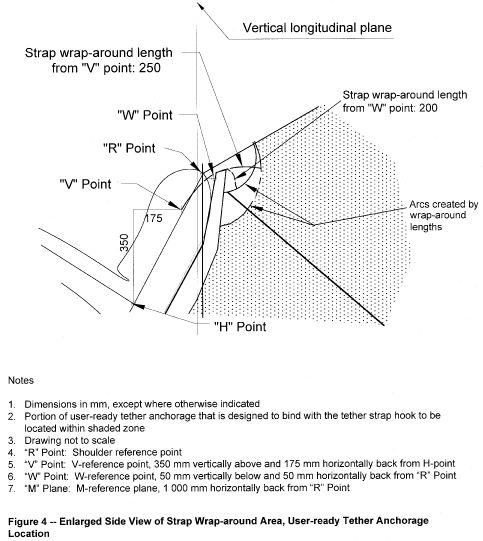 Vertical longitudinal plane
Strap wrap-around length
from "V" point: 250
Strap wrap-around length
from "W" point: 200
"W" Point
"R" Point
"V" Point
175
350
Arcs created by
wrap-around
lengths
"H" Point
Notes
1. Dimensions in mm, except where otherwise indicated
2. Portion of user-ready tether anchorage that is designed to bind with the tether strap hook to be
located within shaded zone
3. Drawing not to scale
4. "R" Point: Shoulder reference point
5. "V" Point: V-reference point, 350 mm vertically above and 175 mm horizontally back from H-point
6. "W" Point: W-reference point, 50 mm vertically below and 50 mm horizontally back from "R" Point
7. "M" Plane: M-reference plane, 1 000 mm horizontally back from "R" Point
Figure 4 -- Enlarged Side View of Strap Wrap-around Area, User-ready Tether Anchorage
Location